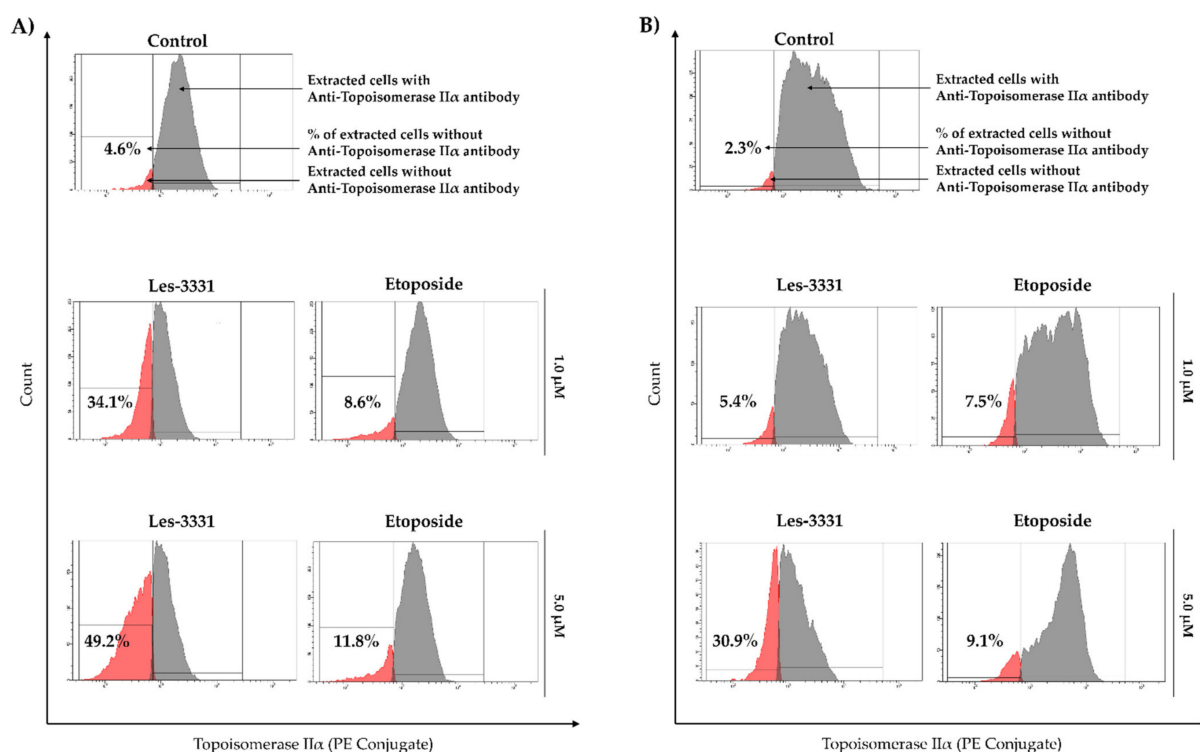 A)
Control
Extracted cells with
Anti-Topoisomerase IIα antibody
% of extracted cells without
Anti-Topoisomerase IIα antibody
4.6%
Extracted cells without
Anti-Topoisomerase IIα antibody
Les-3331
Etoposide
34.1%
8.6%
1.0 μM
Les-3331
Etoposide
49.2%
11.8%
5.0 μM
Count
Topoisomerase IIα (PE Conjugate)
B)
Control
Extracted cells with
Anti-Topoisomerase IIα antibody
% of extracted cells without
Anti-Topoisomerase IIα antibody
2.3%
Extracted cells without
Anti-Topoisomerase IIα antibody
Les-3331
Etoposide
5.4%
7.5%
1.0 μM
Les-3331
Etoposide
30.9%
9.1%
5.0 μM
Count
Topoisomerase IIα (PE Conjugate)